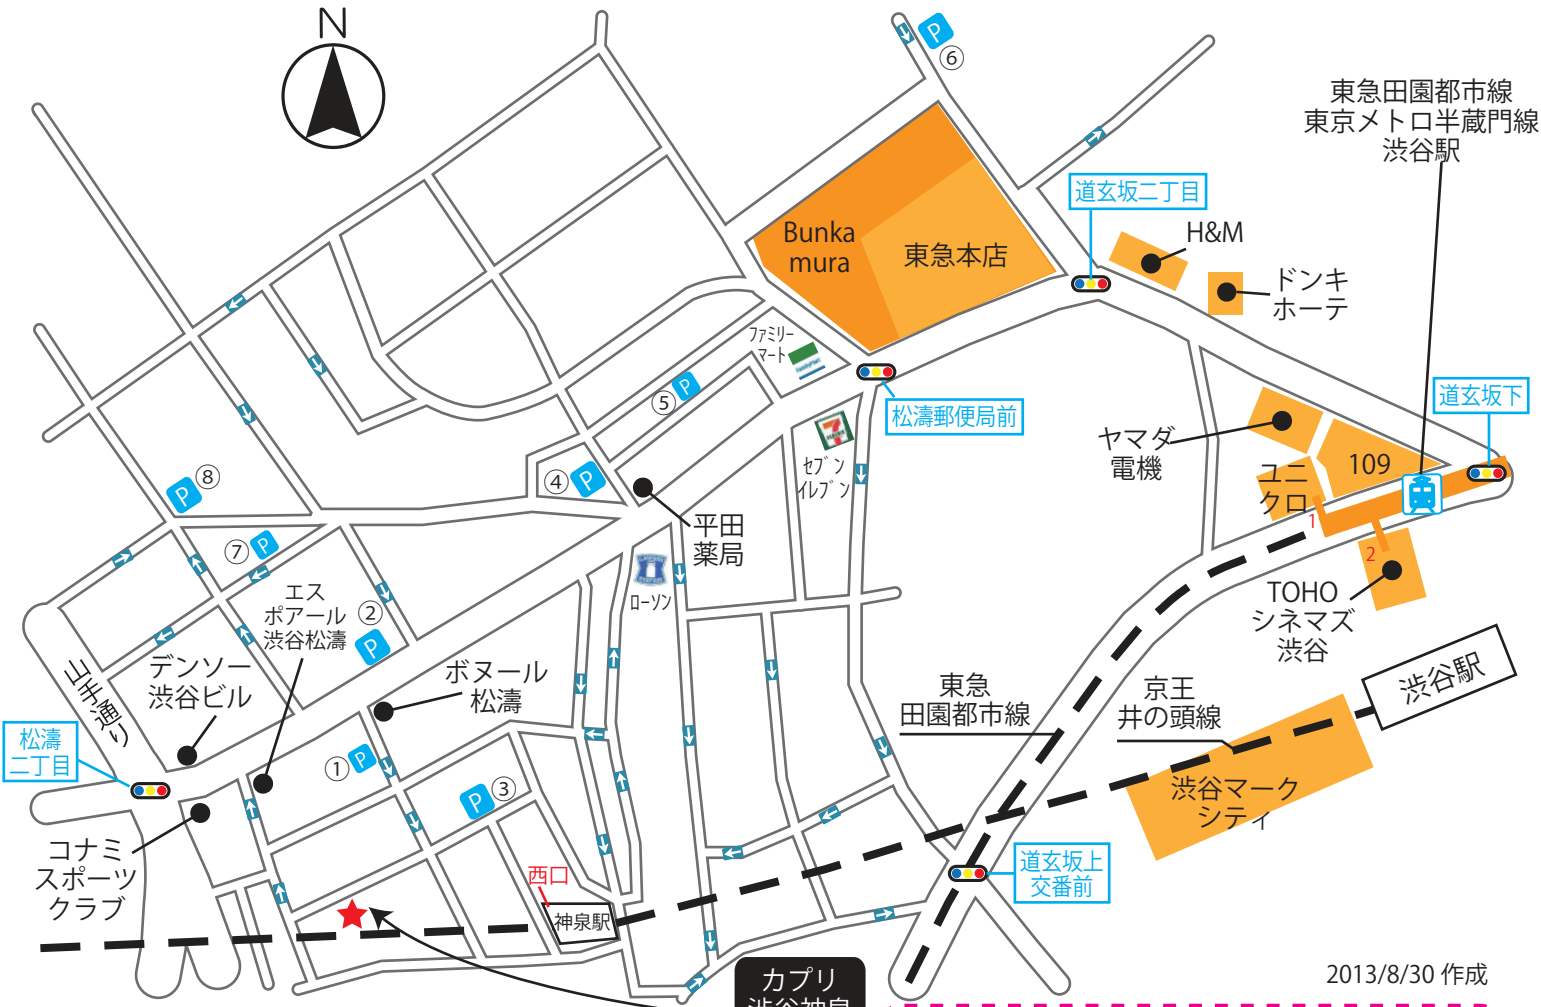 N
P
⑥
東急田園都市線
東京メトロ半蔵門線
渋谷駅
道玄坂二丁目
H&M
Bunka
mura
東急本店
ドンキ
ホーテ
ファミリー
マート
FamilyMart
⑤
P
松濤郵便局前
道玄坂下
セブン
イレブン
ヤマダ
電機
ユニ
クロ
109
1
2
P
⑧
④
P
平田
薬局
⑦
P
エス
ポアール
渋谷松濤
②
P
ローソン
TOHO
シネマズ
渋谷
山手通り
デンソー
渋谷ビル
ボヌール
松濤
東急
田園都市線
京王
井の頭線
渋谷駅
松濤
二丁目
①
P
P
③
渋谷マーク
シティ
コナミ
スポーツ
クラブ
西口
神泉駅
道玄坂上
交番前
カプリ
渋谷神泉
2013/8/30 作成